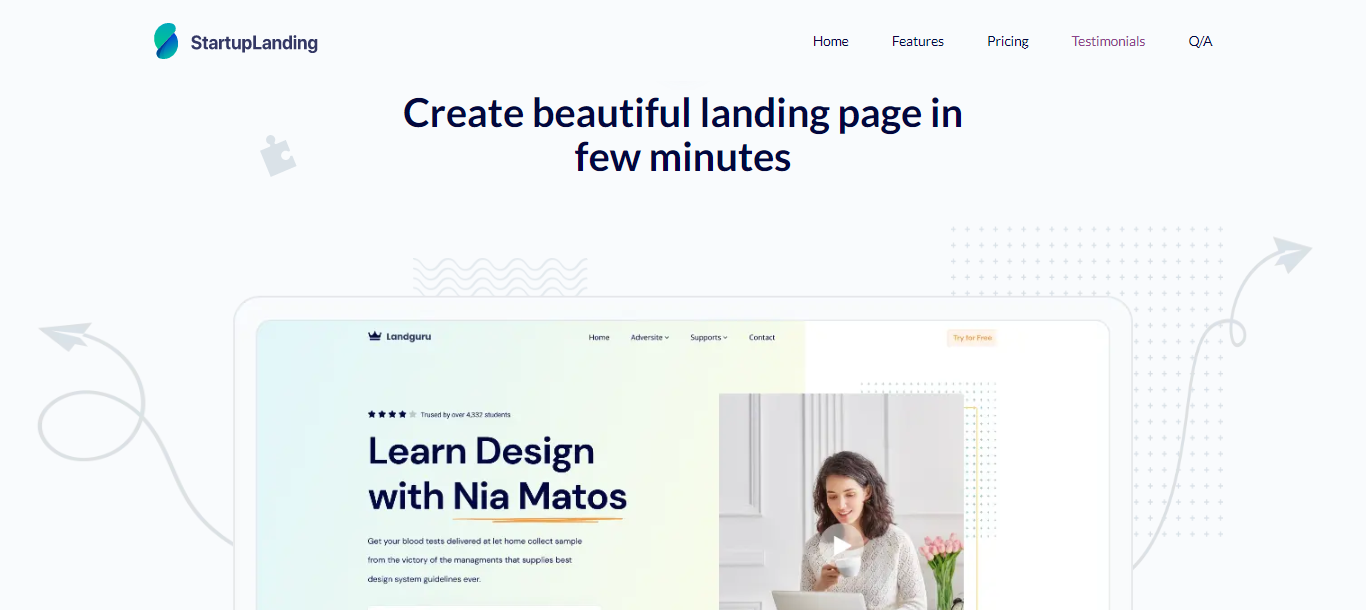 StartupLanding
Home Features Pricing Testimonials Q/A
Create beautiful landing page in
few minutes
Landguru
Home Adversite Supports Contact
Try for Free
Trused by over 4,332 students
Learn Design
with Nia Matos
Get your blood tests delivered at let home collect sample
from the victory of the managments that supplies best
design system guidelines ever.